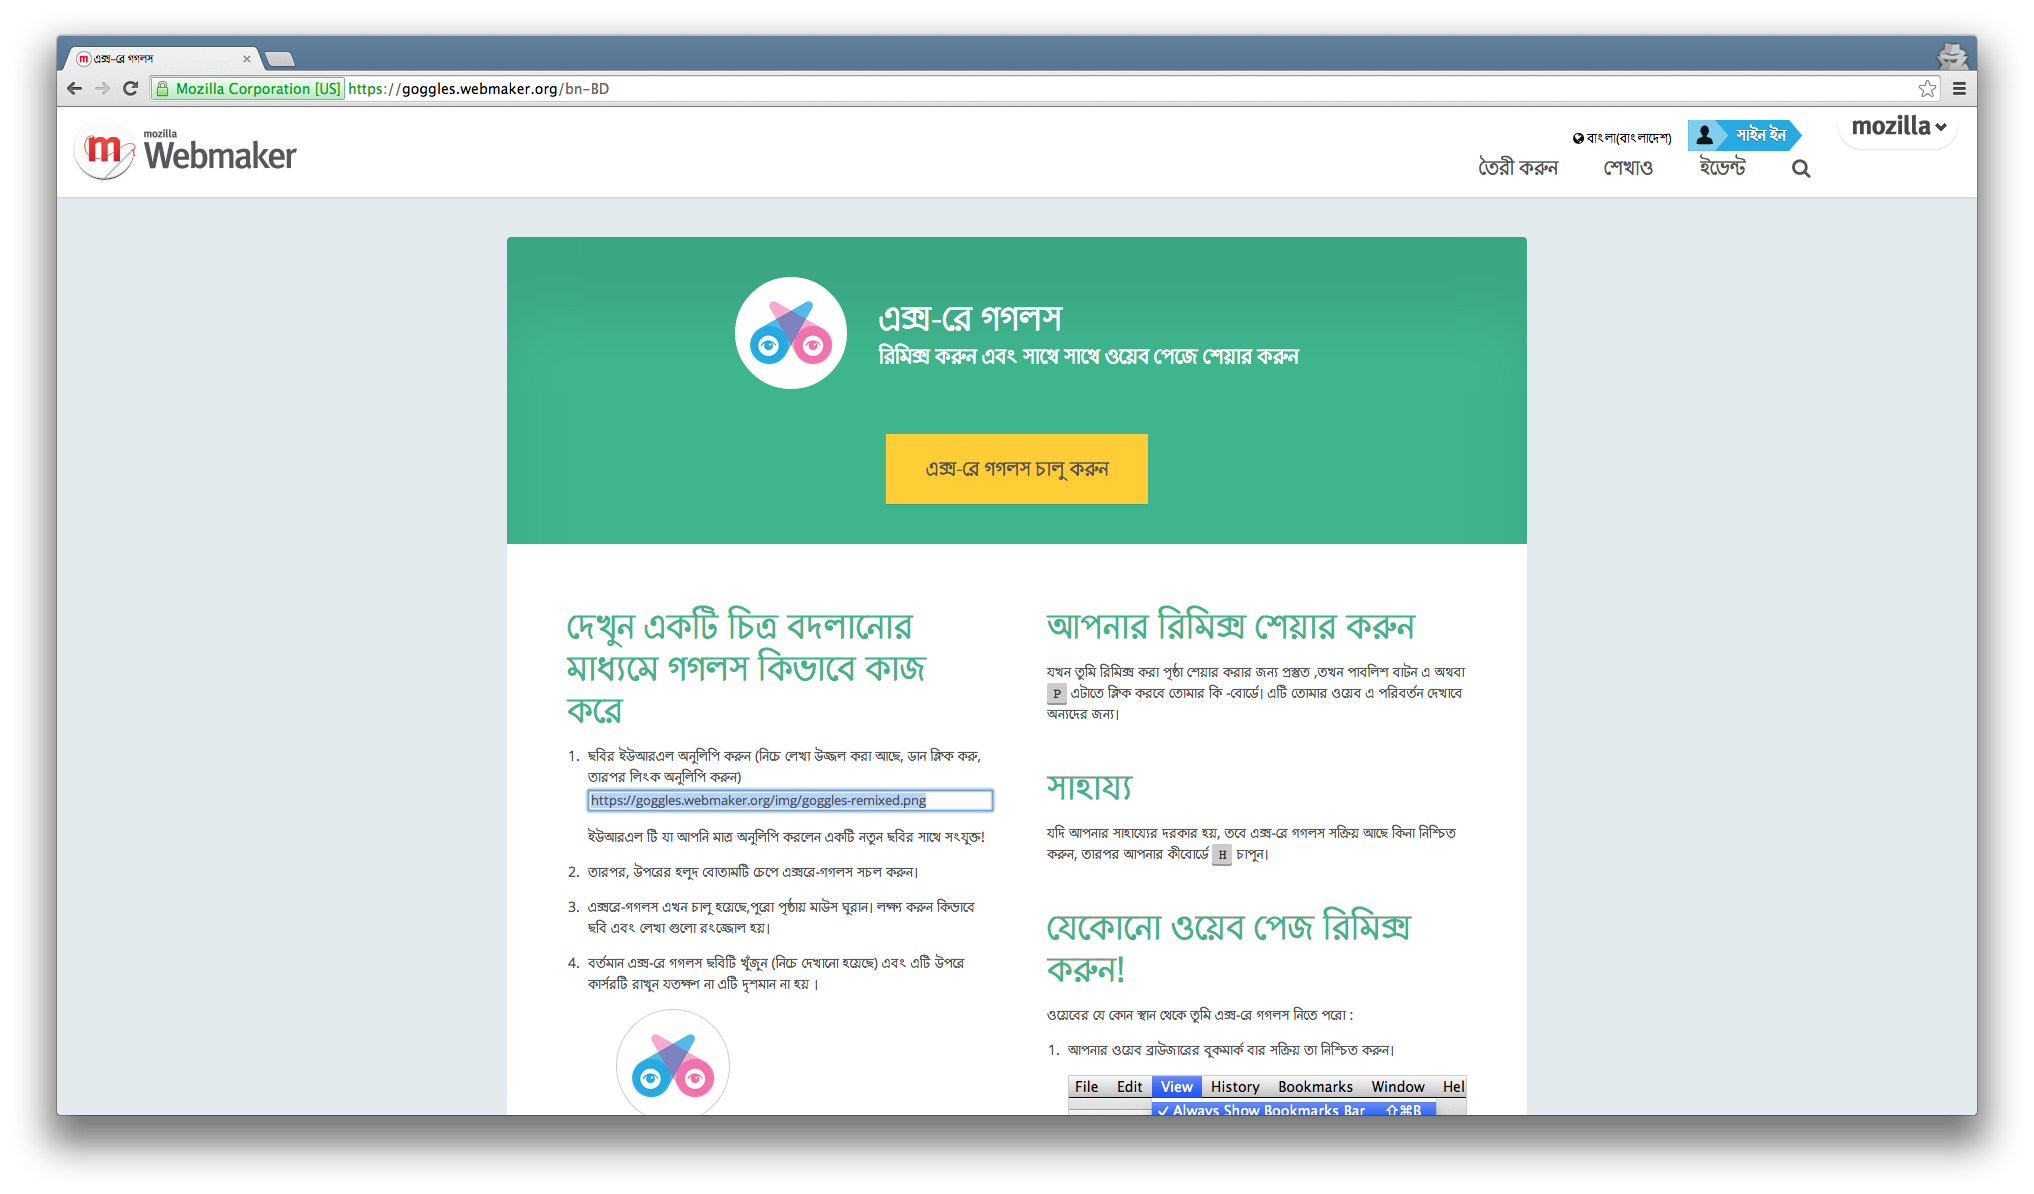 এক্স-রে গগলস
Mozilla Corporation [US] https://goggles.webmaker.org/bn-BD
mozilla
Webmaker
বাংলা(বাংলাদেশ)
সাইন ইন
mozilla
তৈরী করুন
শেখাও
ইভেন্ট
এক্স-রে গগলস
রিমিক্স করুন এবং সাথে সাথে ওয়েব পেজে শেয়ার করুন
এক্স-রে গগলস চালু করুন
দেখুন একটি চিত্র বদলানোর
মাধ্যমে গগলস কিভাবে কাজ
করে
1. ছবির ইউআরএল অনুলিপি করুন (নিচে লেখা উজ্জল করা আছে, ডান ক্লিক করু,
তারপর লিংক অনুলিপি করুন)
https://goggles.webmaker.org/img/goggles-remixed.png
ইউআরএল টি যা আপনি মাত্র অনুলিপি করলেন একটি নতুন ছবির সাথে সংযুক্ত!
2. তারপর, উপরের হলুদ বোতামটি চেপে এক্সরে-গগলস সচল করুন।
3. এক্সরে-গগলস এখন চালু হয়েছে,পুরো পৃষ্ঠায় মাউস ঘুরান। লক্ষ্য করুন কিভাবে
ছবি এবং লেখা গুলো রংজ্জোল হয়।
4. বর্তমান এক্স-রে গগলস ছবিটি খুঁজুন (নিচে দেখানো হয়েছে) এবং এটি উপরে
কার্সরটি রাখুন যতক্ষণ না এটি দৃশমান না হয় ।
আপনার রিমিক্স শেয়ার করুন
যখন তুমি রিমিক্স করা পৃষ্ঠা শেয়ার করার জন্য প্রস্তুত ,তখন পাবলিশ বাটন এ অথবা
P এটাতে ক্লিক করবে তোমার কি -বোর্ডে। এটি তোমার ওয়েব এ পরিবর্তন দেখাবে
অন্যদের জন্য।
সাহায্য
যদি আপনার সাহায্যের দরকার হয়, তবে এক্স-রে গগলস সক্রিয় আছে কিনা নিশ্চিত
করুন, তারপর আপনার কীবোর্ডে H চাপুন।
যেকোনো ওয়েব পেজ রিমিক্স
করুন!
ওয়েবের যে কোন স্থান থেকে তুমি এক্স-রে গগলস নিতে পরো :
1. আপনার ওয়েব ব্রাউজারের বুকমার্ক বার সক্রিয় তা নিশ্চিত করুন।
File Edit View History Bookmarks Window Hel
✓ Always Show Bookmarks Bar ⇧⌘B